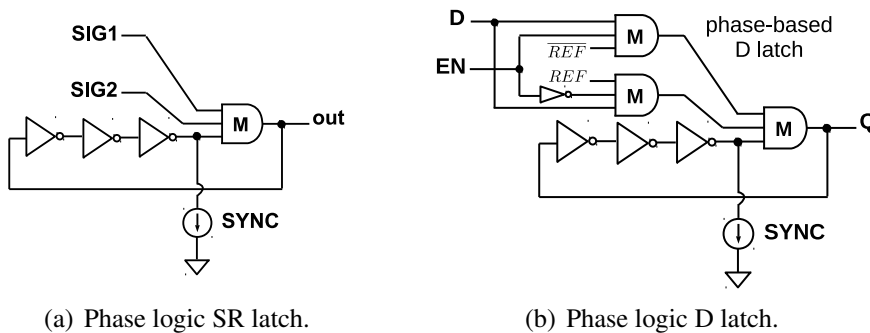 SIG1
SIG2
M
out
SYNC
(a) Phase logic SR latch.
D
EN
REF
REF
M
M
phase-based
D latch
M
Q
SYNC
(b) Phase logic D latch.